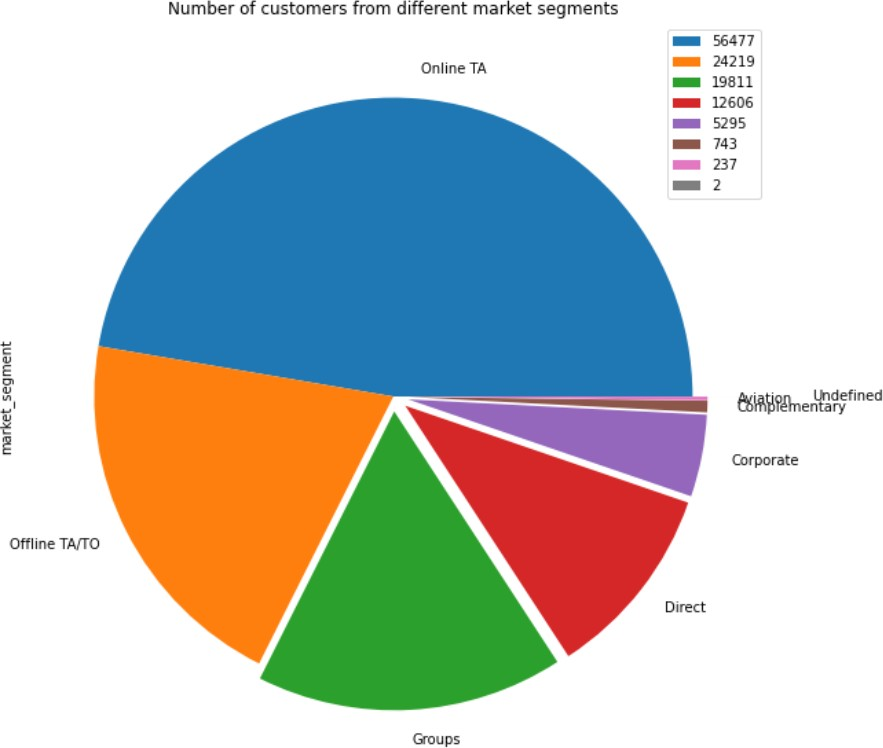 Number of customers from different market segments
56477
24219
19811
12606
5295
743
237
2
Online TA
market_segment
Aviation
Undefined
Complementary
Corporate
Offline TA/TO
Direct
Groups